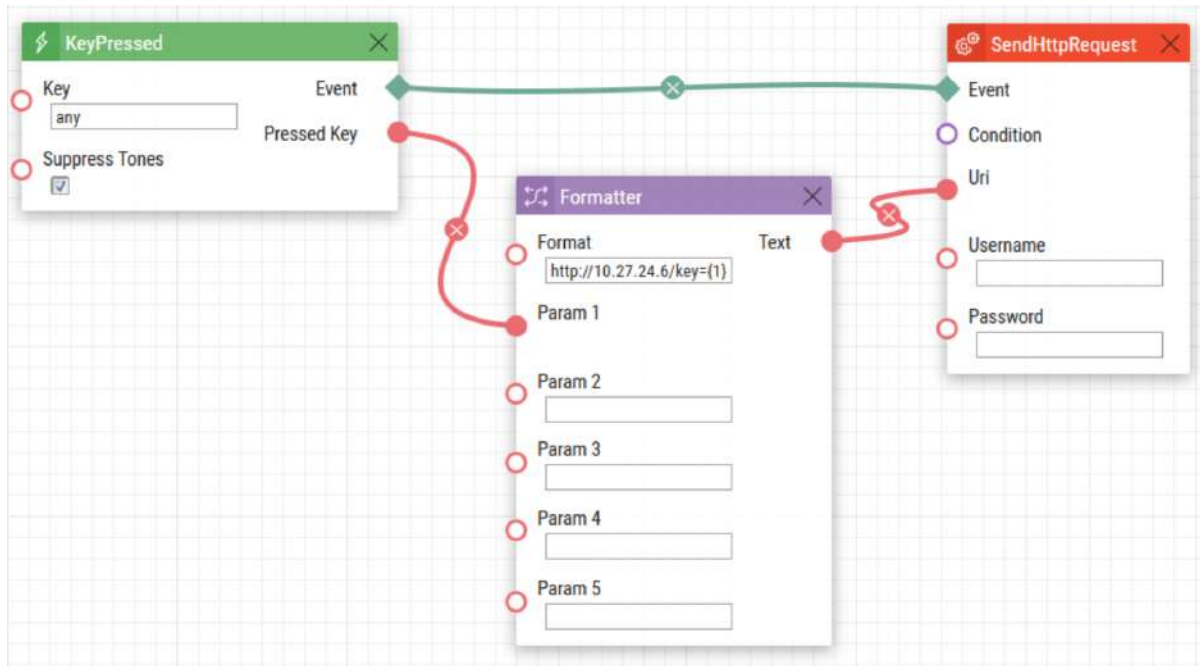 KeyPressed
Key
any
Event
Pressed Key
Suppress Tones
Formatter
Format
http://10.27.24.6/key={1}
Text
Param 1
Param 2
Param 3
Param 4
Param 5
SendHttpRequest
Event
Condition
Uri
Username
Password